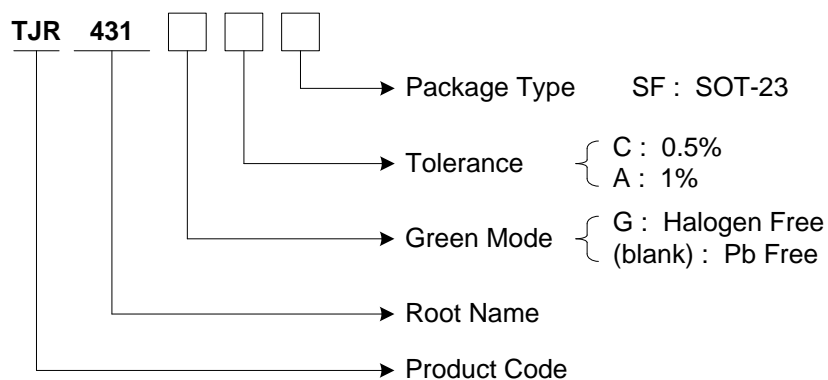 TJR 431
Package Type SF : SOT-23
Tolerance C : 0.5%
A : 1%
Green Mode G : Halogen Free
(blank) : Pb Free
Root Name
Product Code